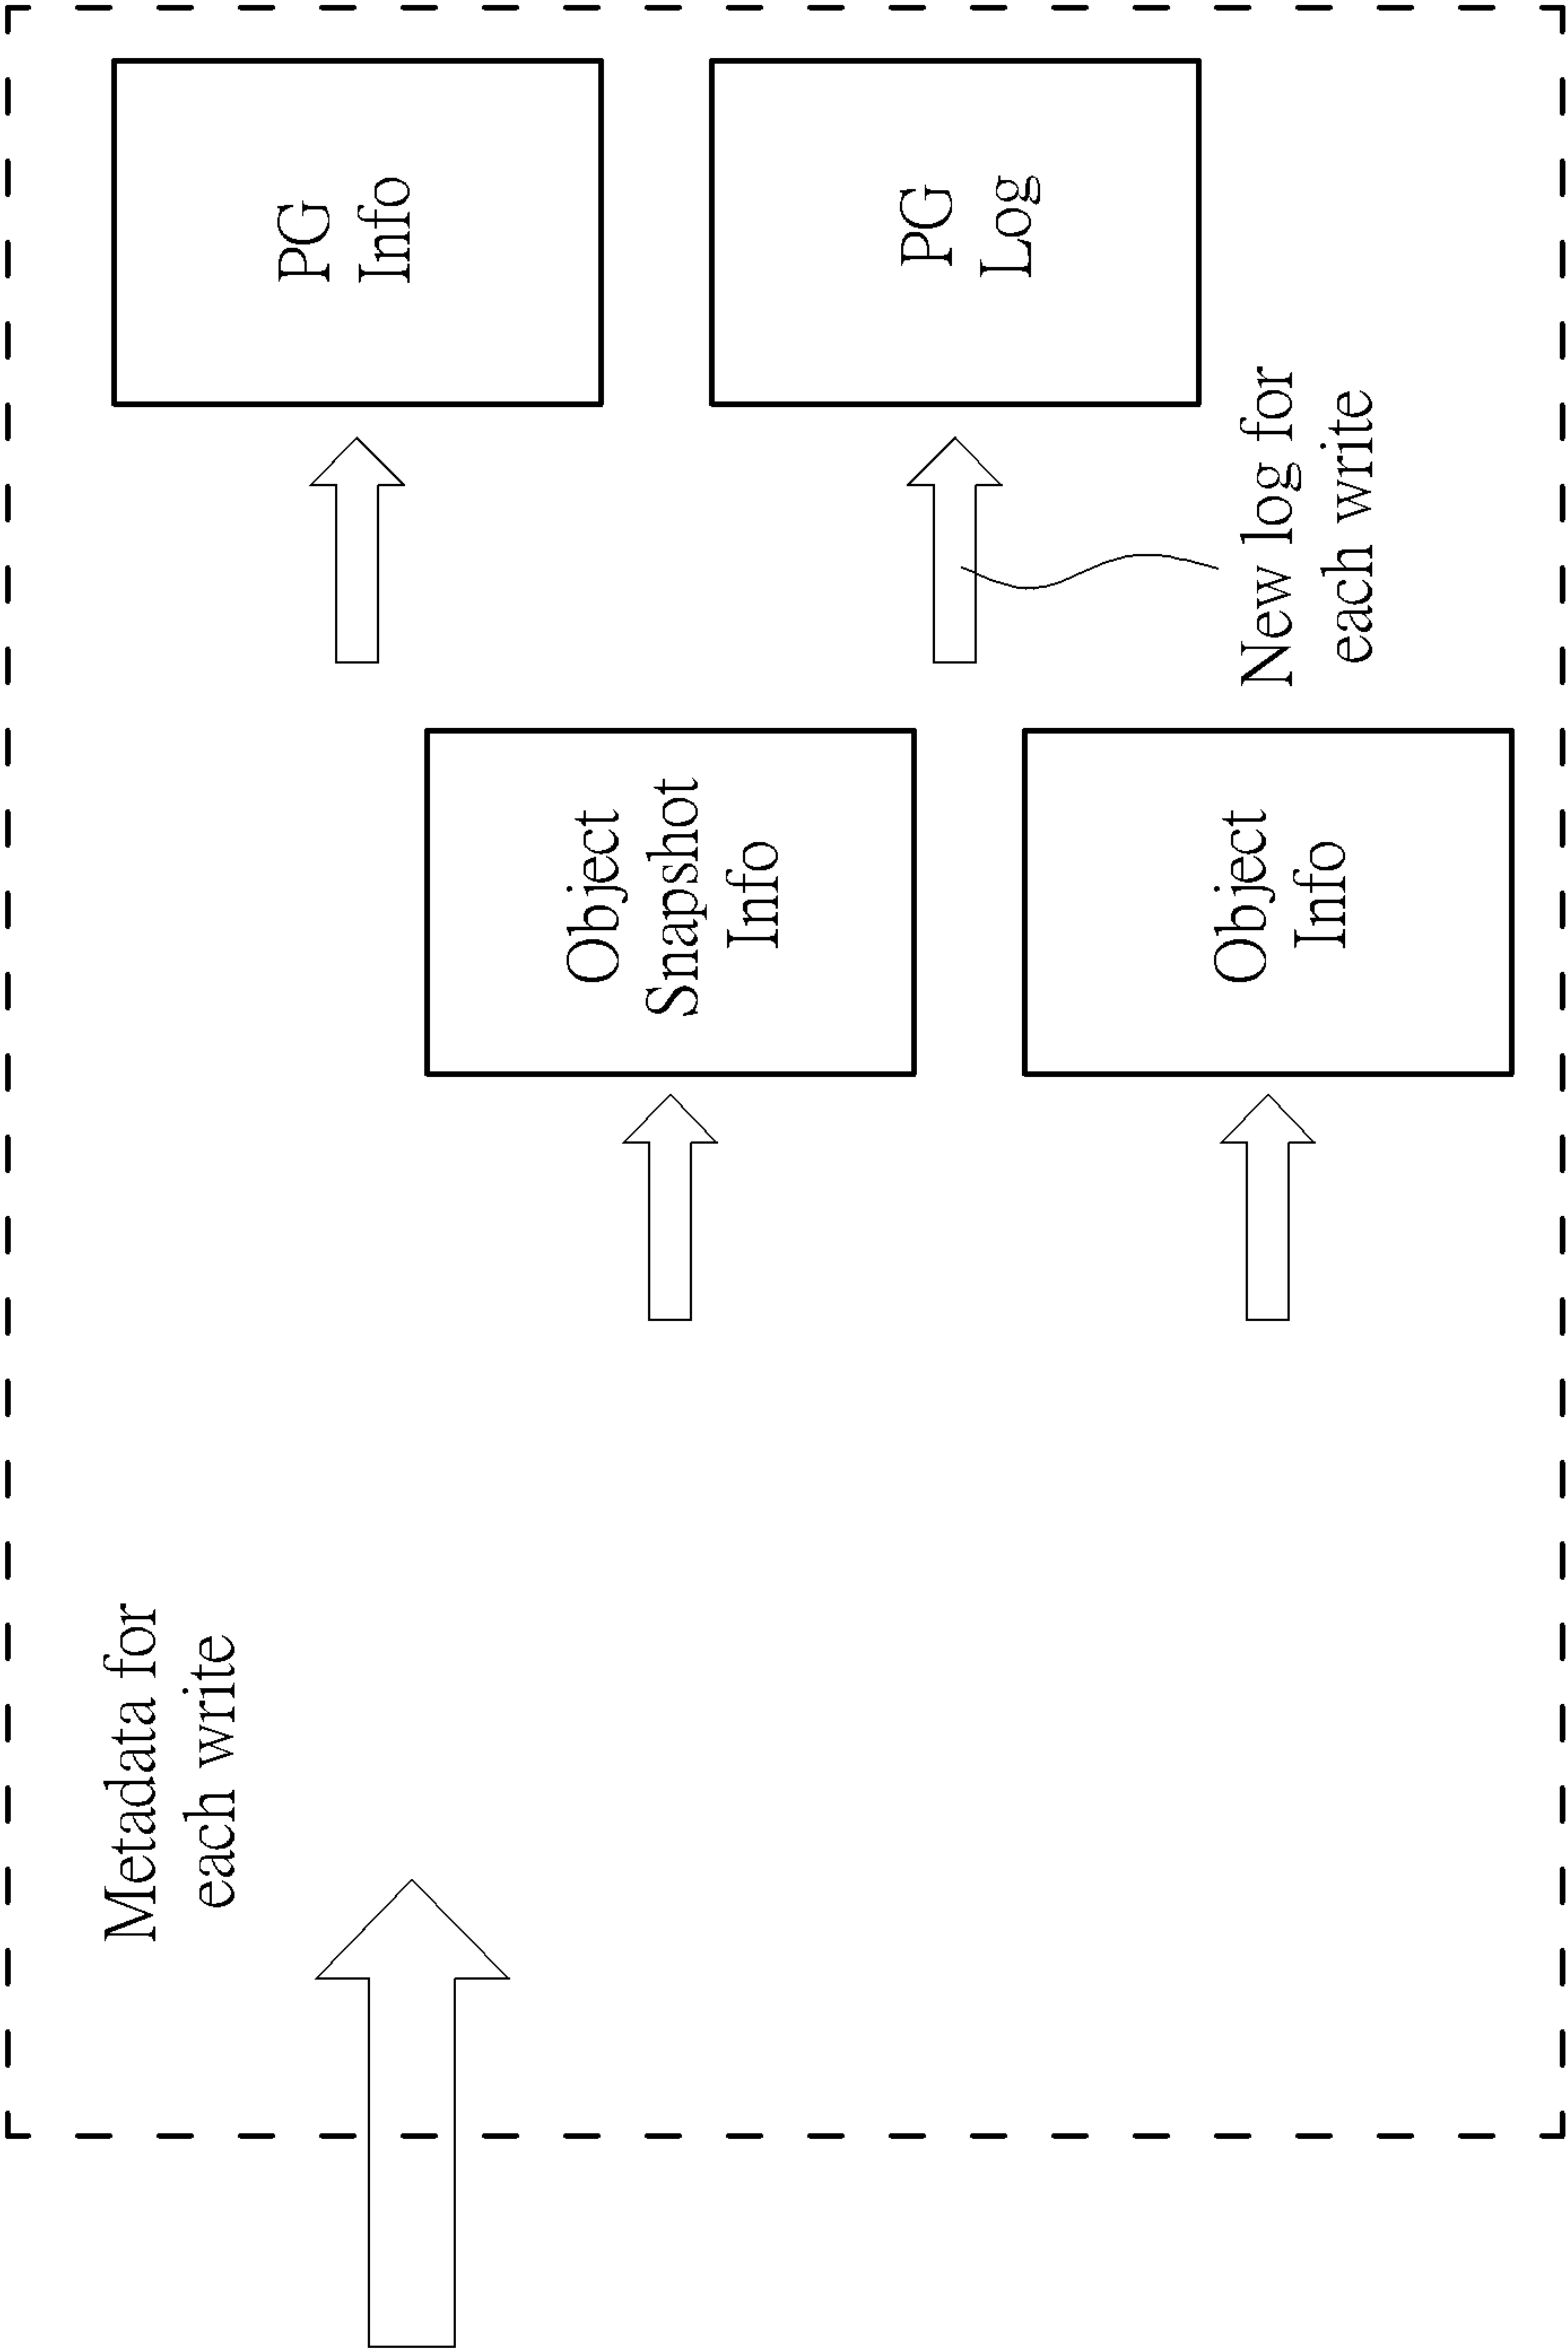 Metadata for
each write
PG
Info
Object
Snapshot
Info
PG
Log
Object
Info
New log for
each write